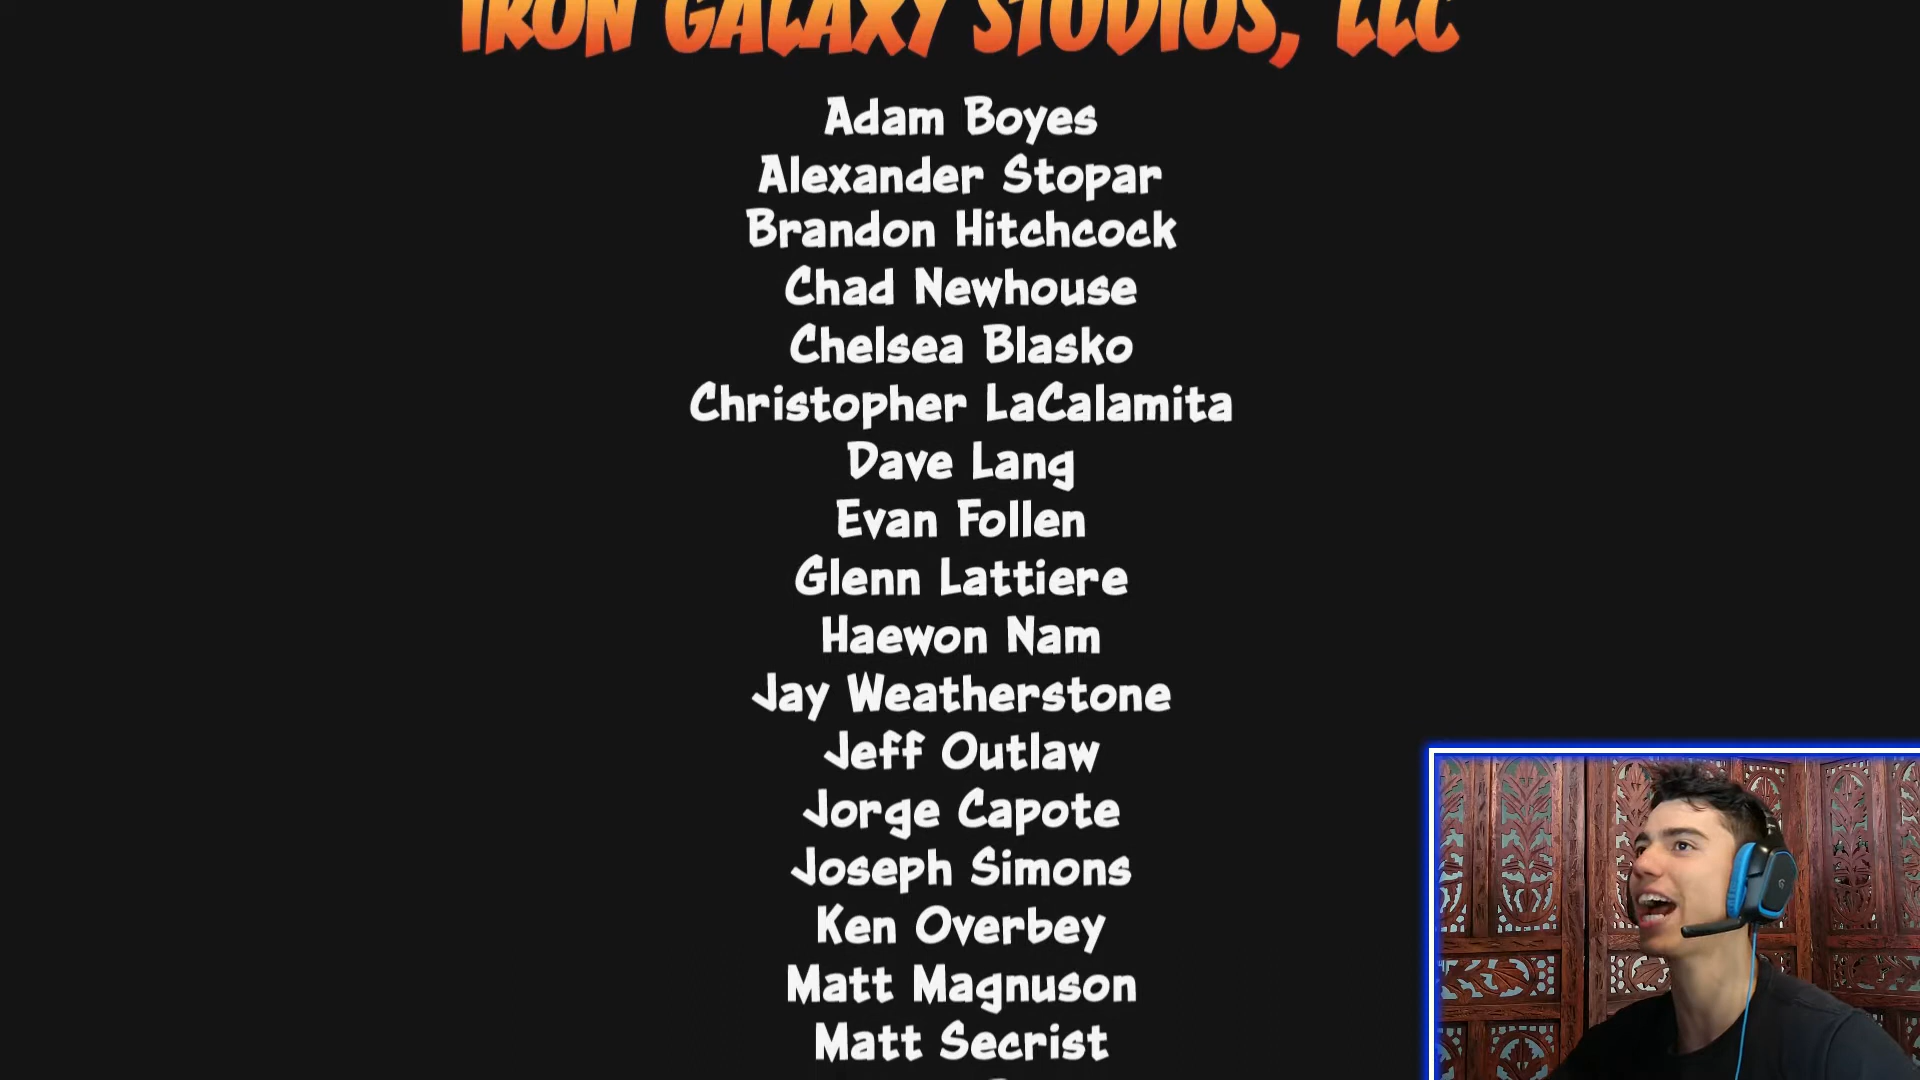 IRON GALAXY STUDIOS, LLC
Adam Boyes
Alexander Stopar
Brandon Hitchcock
Chad Newhouse
Chelsea Blasko
Christopher LaCalamita
Dave Lang
Evan Follen
Glenn Lattiere
Haewon Nam
Jay Weatherstone
Jeff Outlaw
Jorge Capote
Joseph Simons
Ken Overbey
Matt Magnuson
Matt Secrist